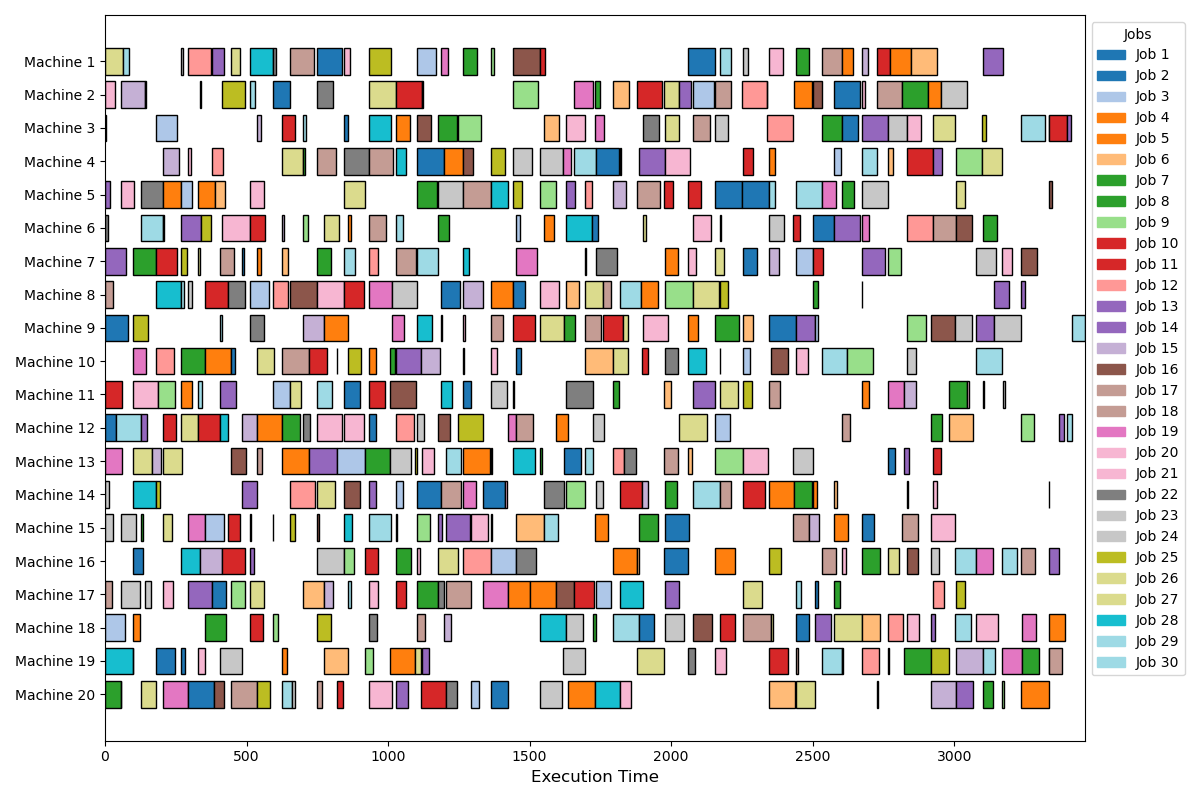 Machine 1
Machine 2
Machine 3
Machine 4
Machine 5
Machine 6
Machine 7
Machine 8
Machine 9
Machine 10
Machine 11
Machine 12
Machine 13
Machine 14
Machine 15
Machine 16
Machine 17
Machine 18
Machine 19
Machine 20
0 500 1000 1500 2000 2500 3000
Execution Time
Jobs
Job 1
Job 2
Job 3
Job 4
Job 5
Job 6
Job 7
Job 8
Job 9
Job 10
Job 11
Job 12
Job 13
Job 14
Job 15
Job 16
Job 17
Job 18
Job 19
Job 20
Job 21
Job 22
Job 23
Job 24
Job 25
Job 26
Job 27
Job 28
Job 29
Job 30